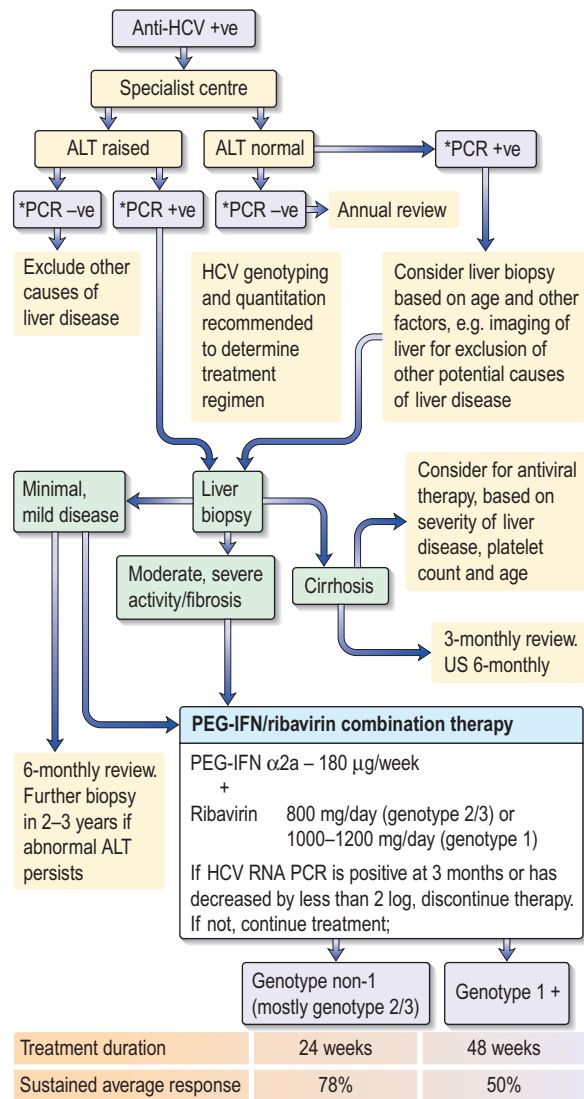 Anti-HCV +ve
Specialist centre
ALT raised
ALT normal
*PCR +ve
*PCR –ve
*PCR +ve
*PCR –ve
Annual review
Exclude other
causes of
liver disease
HCV genotyping
and quantitation
recommended
to determine
treatment
regimen
Consider liver biopsy
based on age and other
factors, e.g. imaging of
liver for exclusion of
other potential causes
of liver disease
Minimal,
mild disease
Liver
biopsy
Consider for antiviral
therapy, based on
severity of liver
disease, platelet
count and age
Moderate, severe
activity/fibrosis
Cirrhosis
3-monthly review.
US 6-monthly
PEG-IFN/ribavirin combination therapy
PEG-IFN α2a – 180 μg/week
+
Ribavirin 800 mg/day (genotype 2/3) or
1000–1200 mg/day (genotype 1)
If HCV RNA PCR is positive at 3 months or has
decreased by less than 2 log, discontinue therapy.
If not, continue treatment;
6-monthly review.
Further biopsy
in 2–3 years if
abnormal ALT
persists
Genotype non-1
(mostly genotype 2/3)
Genotype 1 +
Treatment duration 24 weeks 48 weeks
Sustained average response 78% 50%